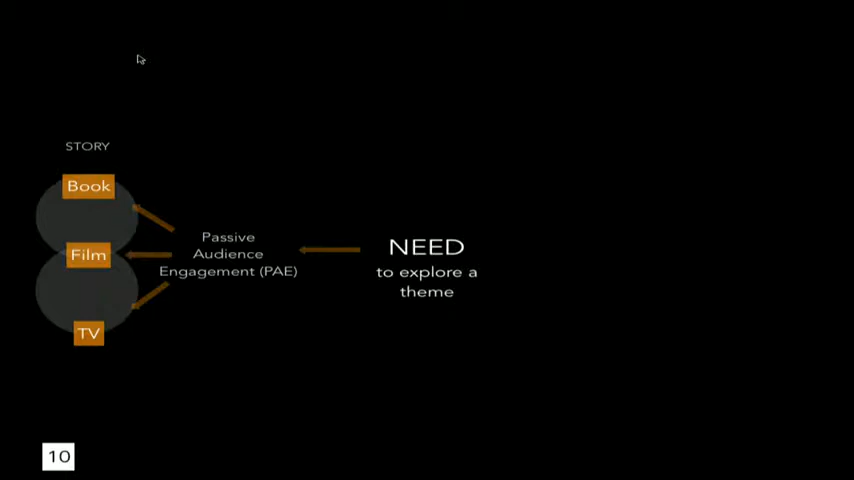 STORY
Book
Film
TV
Passive
Audience
Engagement (PAE)
NEED
to explore a
theme
10